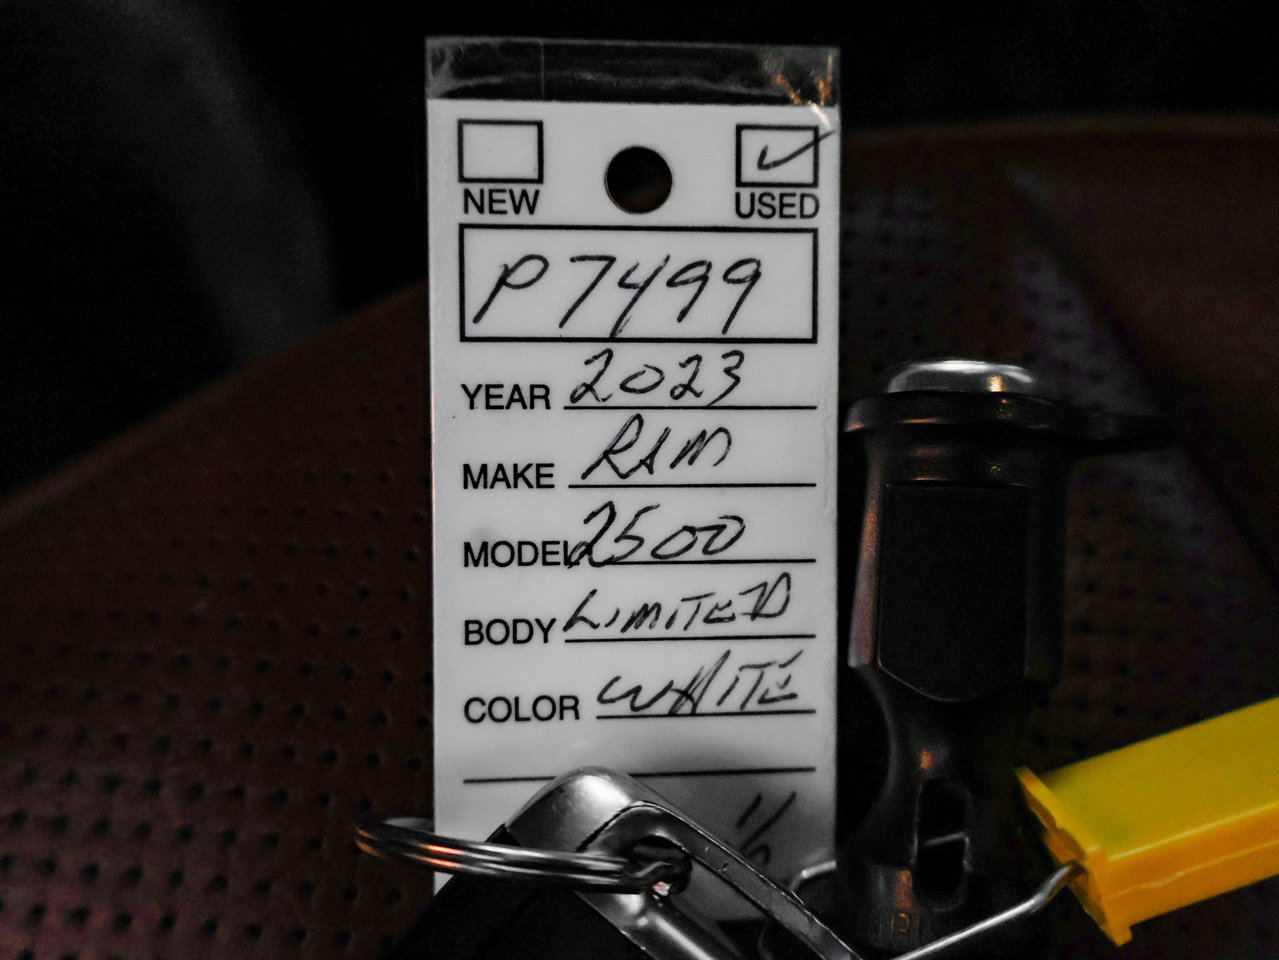 NEW USED
P7499
YEAR 2023
MAKE RAM
MODEL 2500
BODY LIMITED
COLOR WHITE